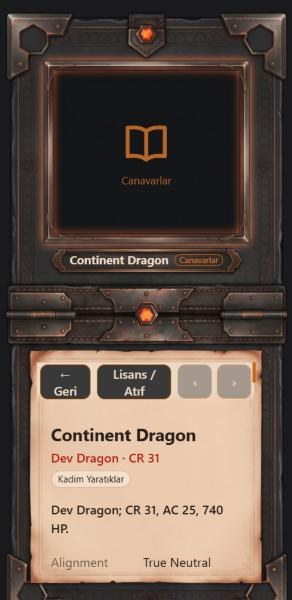 Canavarlar
Continent Dragon Canavarlar
← Lisans / ‹ ›
Geri Atıf
Continent Dragon
Dev Dragon · CR 31
Kadim Yaratıklar
Dev Dragon; CR 31, AC 25, 740
HP.
Alignment True Neutral